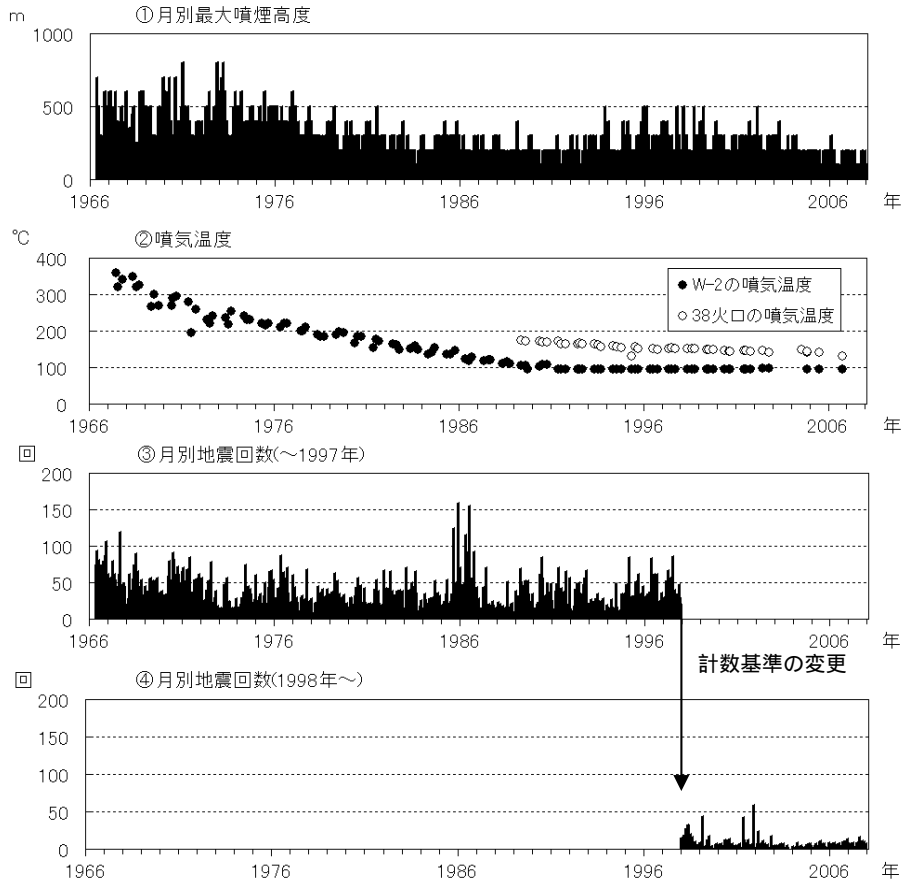 m
①月別最大噴煙高度
1000
500
0
1966 1976 1986 1996 2006 年
℃
②噴気温度
400
300
200
100
0
● W-2の噴気温度
○ 38火口の噴気温度
1966 1976 1986 1996 2006 年
回
③月別地震回数(~1997年)
200
150
100
50
0
1966 1976 1986 1996 2006 年
計数基準の変更
回
④月別地震回数(1998年~)
200
150
100
50
0
1966 1976 1986 1996 2006 年